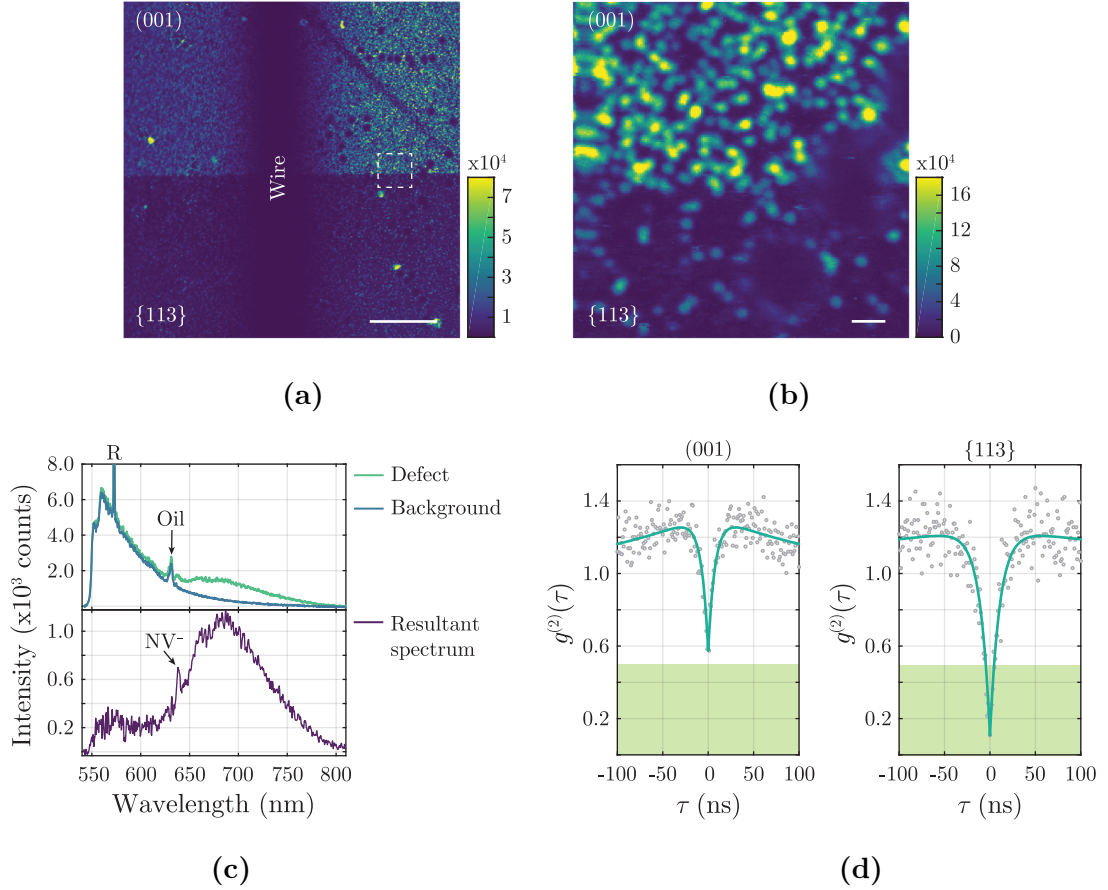 (001)
{113}
Wire
x10⁴
7
5
3
1
(a)
(001)
{113}
x10⁴
16
12
8
4
0
(b)
R
Oil
8.0
6.0
4.0
2.0
Defect
Background
NV⁻
1.0
0.6
0.2
Resultant
spectrum
Intensity (x10³ counts)
550 600 650 700 750 800
Wavelength (nm)
(c)
(001)
1.4
1.0
0.6
0.2
g⁽²⁾(τ)
-100 -50 0 50 100
τ (ns)
{113}
1.4
1.0
0.6
0.2
g⁽²⁾(τ)
-100 -50 0 50 100
τ (ns)
(d)